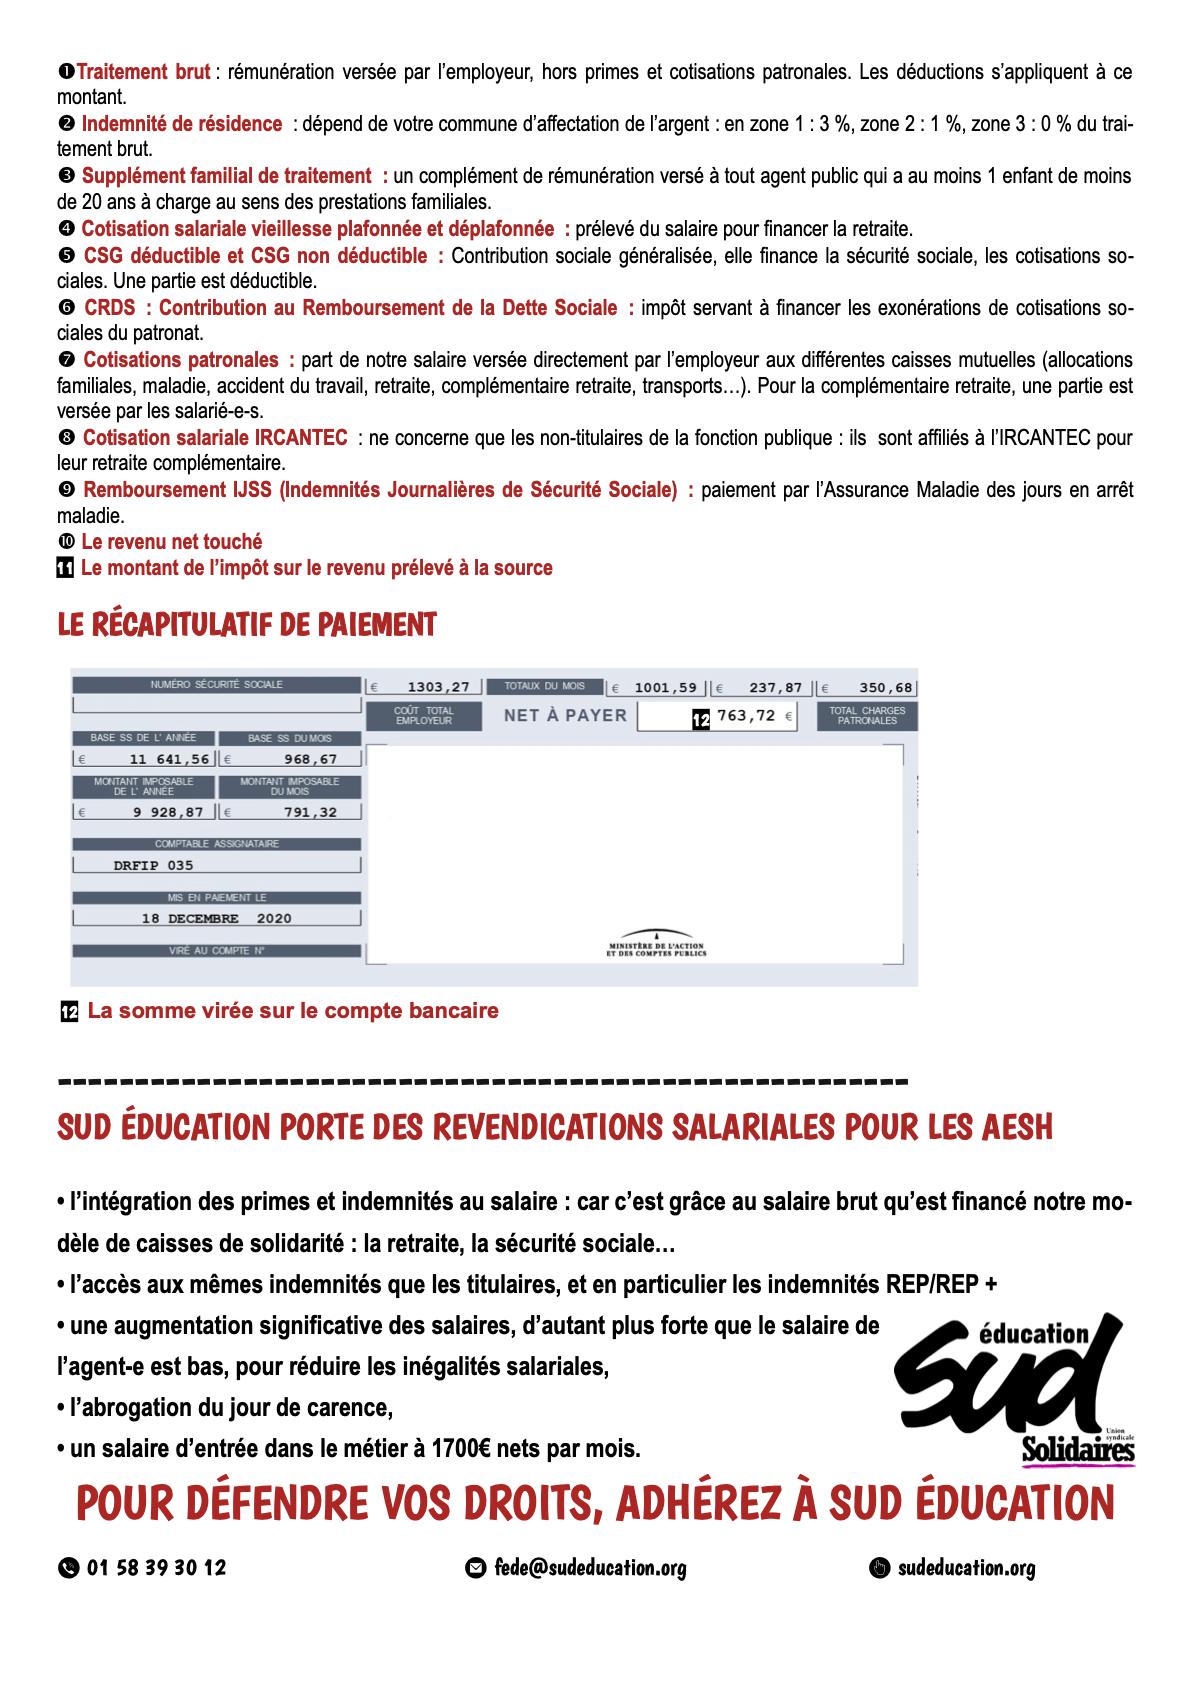 ❶Traitement brut : rémunération versée par l’employeur, hors primes et cotisations patronales. Les déductions s’appliquent à ce
montant.
❷ Indemnité de résidence : dépend de votre commune d’affectation de l’argent : en zone 1 : 3 %, zone 2 : 1 %, zone 3 : 0 % du trai-
tement brut.
❸ Supplément familial de traitement : un complément de rémunération versé à tout agent public qui a au moins 1 enfant de moins
de 20 ans à charge au sens des prestations familiales.
❹ Cotisation salariale vieillesse plafonnée et déplafonnée : prélevé du salaire pour financer la retraite.
❺ CSG déductible et CSG non déductible : Contribution sociale généralisée, elle finance la sécurité sociale, les cotisations so-
ciales. Une partie est déductible.
❻ CRDS : Contribution au Remboursement de la Dette Sociale : impôt servant à financer les exonérations de cotisations so-
ciales du patronat.
❼ Cotisations patronales : part de notre salaire versée directement par l’employeur aux différentes caisses mutuelles (allocations
familiales, maladie, accident du travail, retraite, complémentaire retraite, transports…). Pour la complémentaire retraite, une partie est
versée par les salarié-e-s.
❽ Cotisation salariale IRCANTEC : ne concerne que les non-titulaires de la fonction publique : ils sont affiliés à l’IRCANTEC pour
leur retraite complémentaire.
❾ Remboursement IJSS (Indemnités Journalières de Sécurité Sociale) : paiement par l’Assurance Maladie des jours en arrêt
maladie.
❿ Le revenu net touché
11 Le montant de l’impôt sur le revenu prélevé à la source
LE RÉCAPITULATIF DE PAIEMENT
NUMÉRO SÉCURITÉ SOCIALE
€ 1303,27 TOTAUX DU MOIS € 1001,59 € 237,87 € 350,68
COÛT TOTAL
EMPLOYEUR
NET À PAYER 12 763,72 €
TOTAL CHARGES
PATRONALES
BASE SS DE L’ ANNÉE BASE SS DU MOIS
€ 11 641,56 € 968,67
MONTANT IMPOSABLE
DE L’ ANNÉE
MONTANT IMPOSABLE
DU MOIS
€ 9 928,87 € 791,32
COMPTABLE ASSIGNATAIRE
DRFIP 035
MIS EN PAIEMENT LE
18 DECEMBRE 2020
VIRÉ AU COMPTE N°
MINISTÈRE DE L’ACTION
ET DES COMPTES PUBLICS
12 La somme virée sur le compte bancaire
SUD ÉDUCATION PORTE DES REVENDICATIONS SALARIALES POUR LES AESH
• l’intégration des primes et indemnités au salaire : car c’est grâce au salaire brut qu’est financé notre mo-
dèle de caisses de solidarité : la retraite, la sécurité sociale…
• l’accès aux mêmes indemnités que les titulaires, et en particulier les indemnités REP/REP +
• une augmentation significative des salaires, d’autant plus forte que le salaire de
l’agent-e est bas, pour réduire les inégalités salariales,
• l’abrogation du jour de carence,
• un salaire d’entrée dans le métier à 1700€ nets par mois.
éducation
Sud
Union
syndicale
Solidaires
POUR DÉFENDRE VOS DROITS, ADHÉREZ À SUD ÉDUCATION
01 58 39 30 12 fede@sudeducation.org sudeducation.org